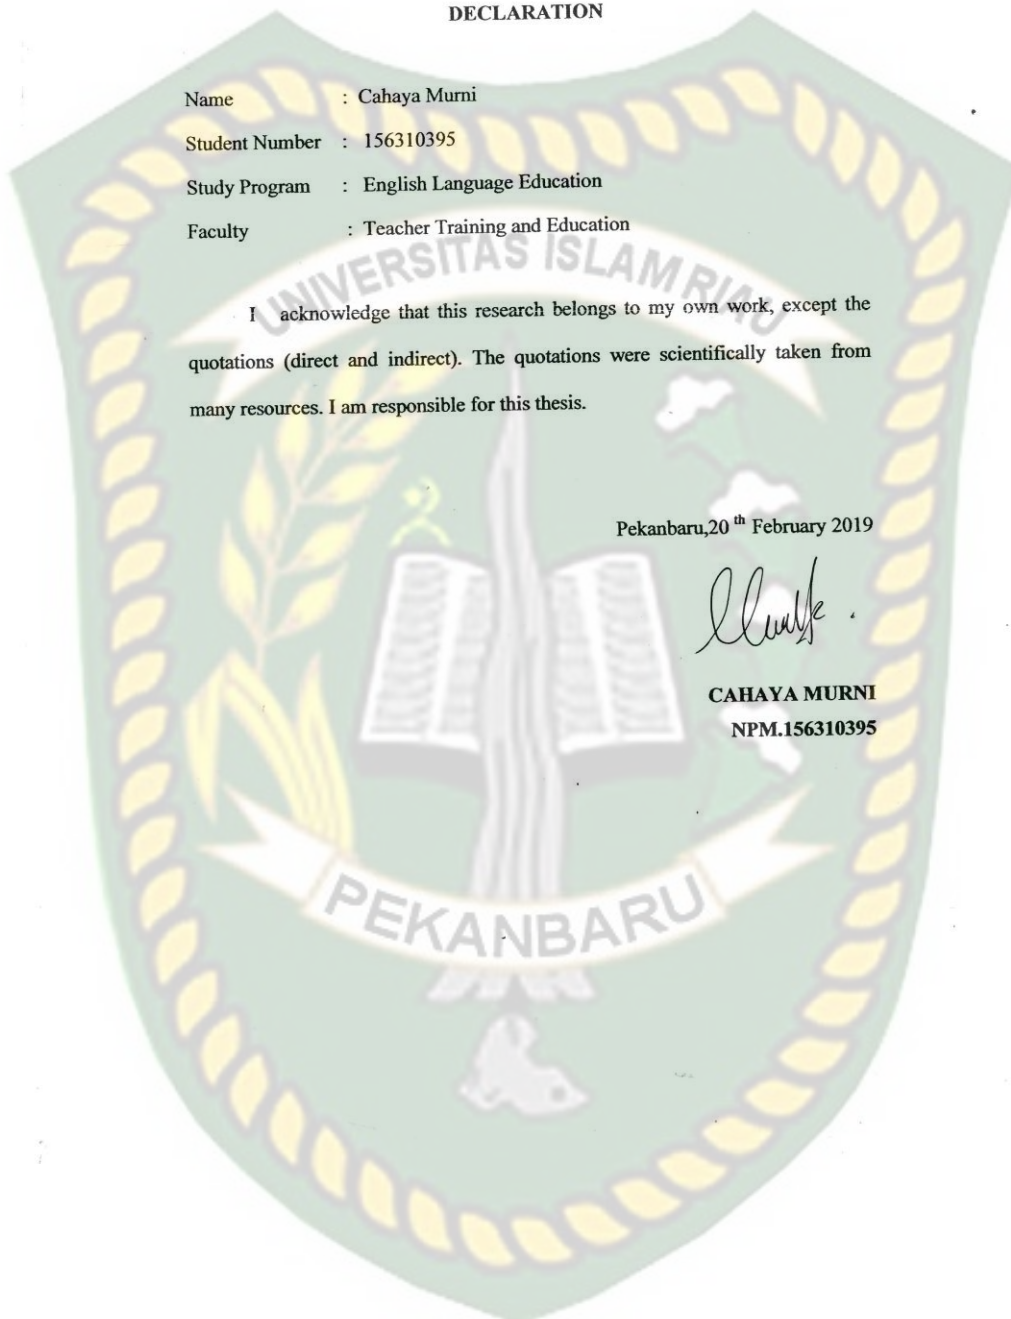 DECLARATION
Name : Cahaya Murni
Student Number : 156310395
Study Program : English Language Education
Faculty : Teacher Training and Education
UNIVERSITAS ISLAM RIAU
I acknowledge that this research belongs to my own work, except the
quotations (direct and indirect). The quotations were scientifically taken from
many resources. I am responsible for this thesis.
Pekanbaru,20 th February 2019
CAHAYA MURNI
NPM.156310395
PEKANBARU